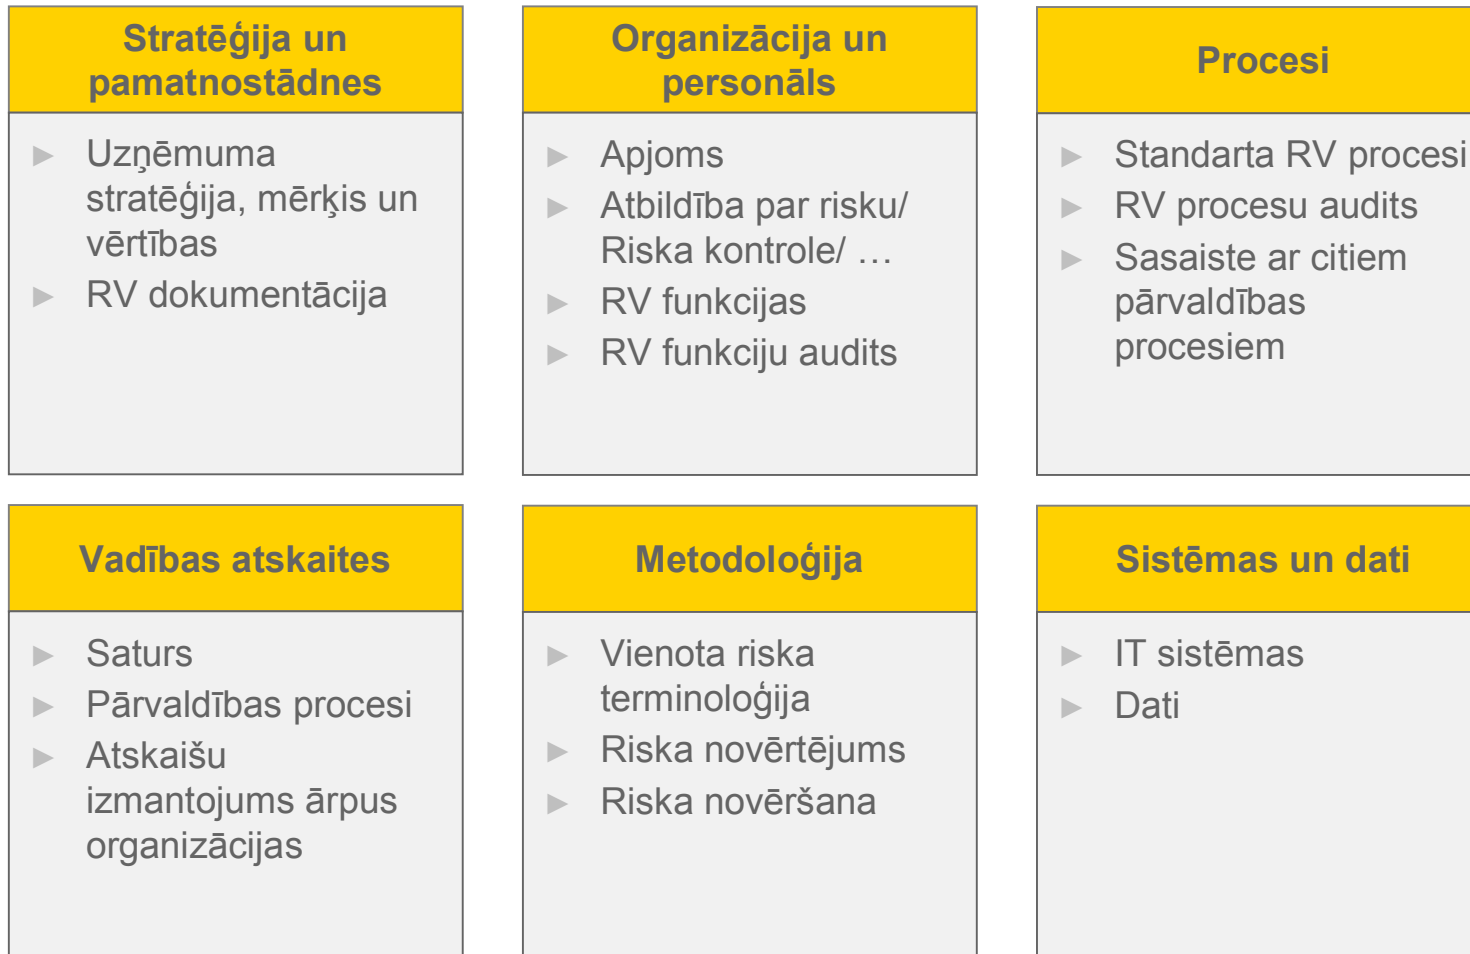 Stratēģija un
pamatnostādnes
► Uzņēmuma
stratēģija, mērķis un
vērtības
► RV dokumentācija
Organizācija un
personāls
► Apjoms
► Atbildība par risku/
Riska kontrole/ …
► RV funkcijas
► RV funkciju audits
Procesi
► Standarta RV procesi
► RV procesu audits
► Sasaiste ar citiem
pārvaldības
procesiem
Vadības atskaites
► Saturs
► Pārvaldības procesi
► Atskaišu
izmantojums ārpus
organizācijas
Metodoloģija
► Vienota riska
terminoloģija
► Riska novērtējums
► Riska novēršana
Sistēmas un dati
► IT sistēmas
► Dati